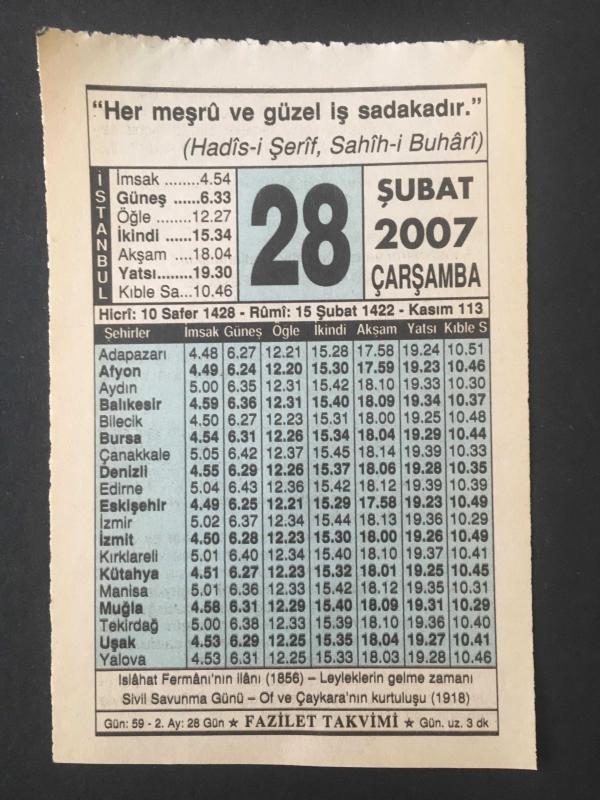 “Her meşrû ve güzel iş sadakadır.”
(Hadîs-i Şerîf, Sahîh-i Buhârî)
İSTANBUL
İmsak ........4.54
Güneş ......6.33
Öğle ........12.27
İkindi ......15.34
Akşam ....18.04
Yatsı........19.30
Kıble Sa...10.46
28
ŞUBAT
2007
ÇARŞAMBA
Hicrî: 10 Safer 1428 - Rûmî: 15 Şubat 1422 - Kasım 113
Şehirler İmsak Güneş Öğle İkindi Akşam Yatsı Kıble S
Adapazarı 4.48 6.27 12.21 15.28 17.58 19.24 10.51
Afyon 4.49 6.24 12.20 15.30 17.59 19.23 10.46
Aydın 5.00 6.35 12.31 15.42 18.10 19.33 10.30
Balıkesir 4.59 6.36 12.31 15.40 18.09 19.34 10.37
Bilecik 4.50 6.27 12.23 15.31 18.00 19.25 10.48
Bursa 4.54 6.31 12.26 15.34 18.04 19.29 10.44
Çanakkale 5.05 6,42 12.37 15.45 18.14 19.39 10.33
Denizli 4.55 6.29 12.26 15.37 18.06 19.28 10.35
Edirne 5.04 6.43 12.36 15.42 18.12 19.39 10.39
Eskişehir 4.49 6.25 12.21 15.29 17.58 19.23 10.49
İzmir 5.02 6.37 12.34 15.44 18.13 19.36 10.29
İzmit 4.50 6.28 12.23 15.30 18.00 19.26 10.49
Kırklareli 5.01 6.40 12.34 15.40 18.10 19.37 10.41
Kütahya 4.51 6.27 12.23 15.32 18.01 19.25 10.45
Manisa 5.01 6.36 12.33 15.42 18.12 19.35 10.31
Muğla 4.58 6.31 12.29 15.40 18.09 19.31 10.29
Tekirdağ 5.00 6.38 12.33 15.39 18.10 19.36 10.40
Uşak 4.53 6.29 12.25 15.35 18.04 19.27 10.41
Yalova 4.53 6.31 12.25 15.33 18.03 19.28 10.46
Islâhat Fermânı'nın ilânı (1856) – Leyleklerin gelme zamanı
Sivil Savunma Günü – Of ve Çaykara'nın kurtuluşu (1918)
Gün: 59 - 2. Ay: 28 Gün ★ FAZİLET TAKVİMİ ★ Gün. uz. 3 dk